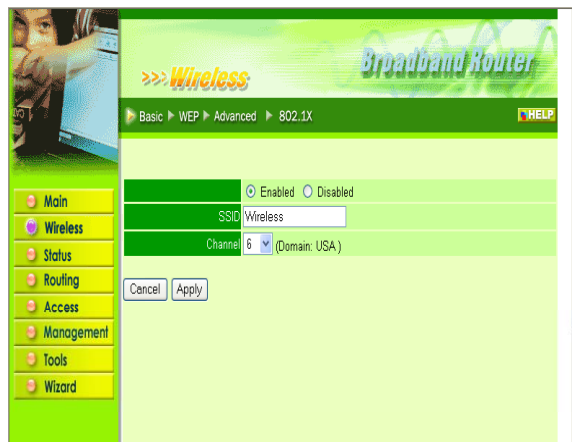 Broadband Router
>>> Wireless
Basic WEP Advanced 802.1X
HELP
Main
Wireless
Status
Routing
Access
Management
Tools
Wizard
Enabled Disabled
SSID Wireless
Channel 6 (Domain: USA )
Cancel Apply